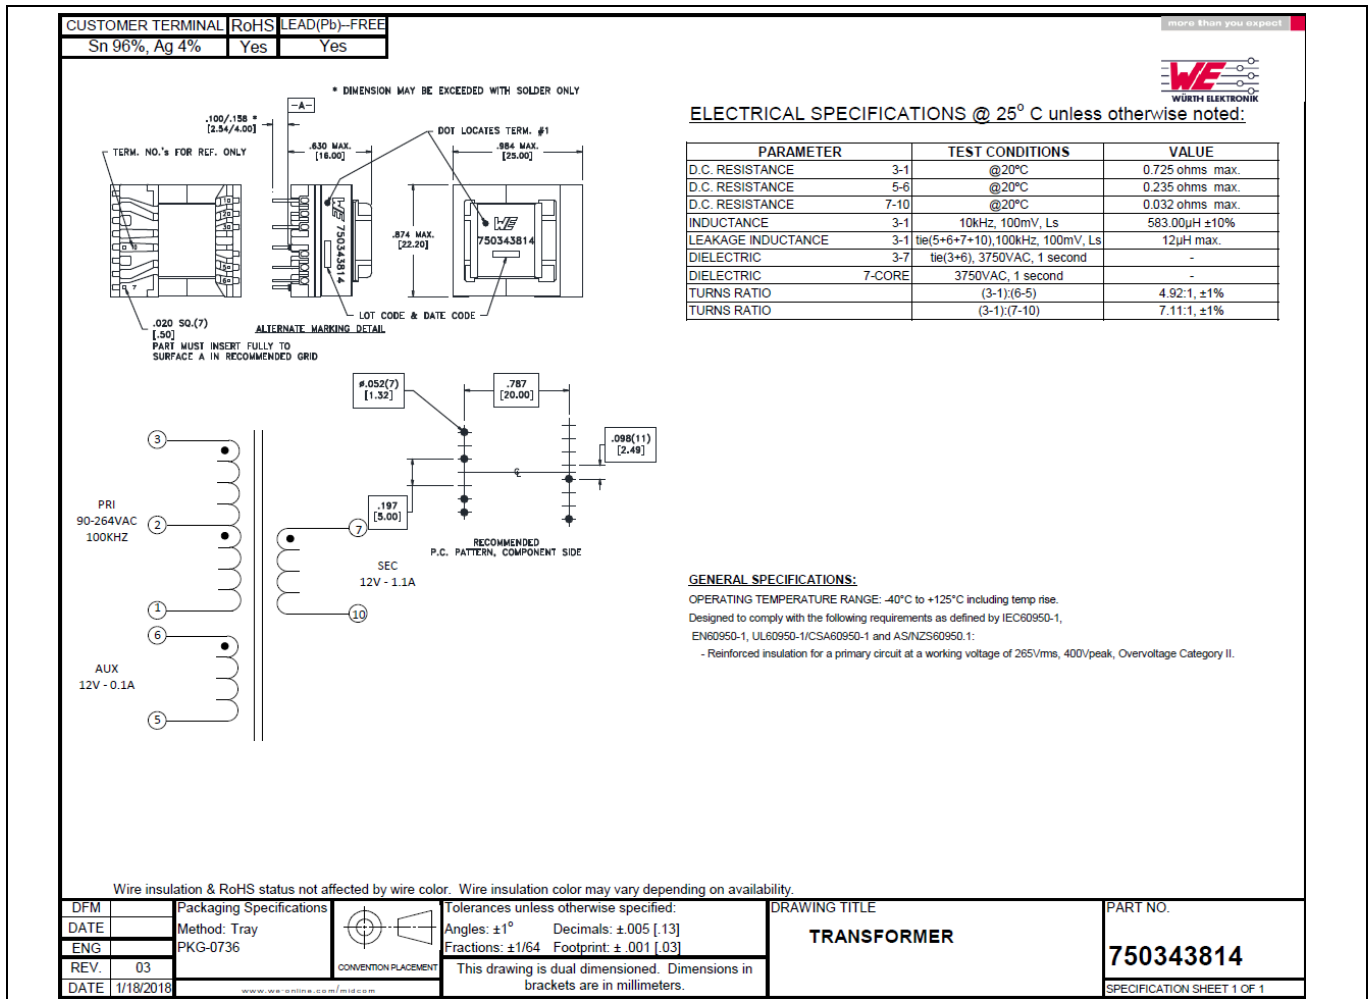 CUSTOMER TERMINAL RoHS LEAD(Pb)--FREE
Sn 96%, Ag 4% Yes Yes
more than you expect
WE
WÜRTH ELEKTRONIK
* DIMENSION MAY BE EXCEEDED WITH SOLDER ONLY
-A-
.100/.158 *
[2.54/4.00]
DOT LOCATES TERM. #1
TERM. NO.'s FOR REF. ONLY
.630 MAX.
[16.00]
.984 MAX.
[25.00]
.874 MAX.
[22.20]
WE 750343814
WE
750343814
7
LOT CODE & DATE CODE
.020 SQ.(7)
[.50]
ALTERNATE MARKING DETAIL
PART MUST INSERT FULLY TO
SURFACE A IN RECOMMENDED GRID
ELECTRICAL SPECIFICATIONS @ 25° C unless otherwise noted:
PARAMETER TEST CONDITIONS VALUE
D.C. RESISTANCE 3-1 @20°C 0.725 ohms max.
D.C. RESISTANCE 5-6 @20°C 0.235 ohms max.
D.C. RESISTANCE 7-10 @20°C 0.032 ohms max.
INDUCTANCE 3-1 10kHz, 100mV, Ls 583.00µH ±10%
LEAKAGE INDUCTANCE 3-1 tie(5+6+7+10),100kHz, 100mV, Ls 12µH max.
DIELECTRIC 3-7 tie(3+6), 3750VAC, 1 second -
DIELECTRIC 7-CORE 3750VAC, 1 second -
TURNS RATIO (3-1):(6-5) 4.92:1, ±1%
TURNS RATIO (3-1):(7-10) 7.11:1, ±1%
ø.052(7)
[1.32]
.787
[20.00]
.098(11)
[2.49]
.197
[5.00]
RECOMMENDED
P.C. PATTERN, COMPONENT SIDE
3
PRI
90-264VAC
100KHZ
2
1
7
SEC
12V - 1.1A
10
6
AUX
12V - 0.1A
5
GENERAL SPECIFICATIONS:
OPERATING TEMPERATURE RANGE: -40°C to +125°C including temp rise.
Designed to comply with the following requirements as defined by IEC60950-1,
EN60950-1, UL60950-1/CSA60950-1 and AS/NZS60950.1:
- Reinforced insulation for a primary circuit at a working voltage of 265Vrms, 400Vpeak, Overvoltage Category II.
Wire insulation & RoHS status not affected by wire color. Wire insulation color may vary depending on availability.
DFM
DATE
ENG
REV. 03
DATE 1/18/2018
Packaging Specifications
Method: Tray
PKG-0736
www.we-online.com/midcom
CONVENTION PLACEMENT
Tolerances unless otherwise specified:
Angles: ±1° Decimals: ±.005 [.13]
Fractions: ±1/64 Footprint: ± .001 [.03]
This drawing is dual dimensioned. Dimensions in
brackets are in millimeters.
DRAWING TITLE
TRANSFORMER
PART NO.
750343814
SPECIFICATION SHEET 1 OF 1